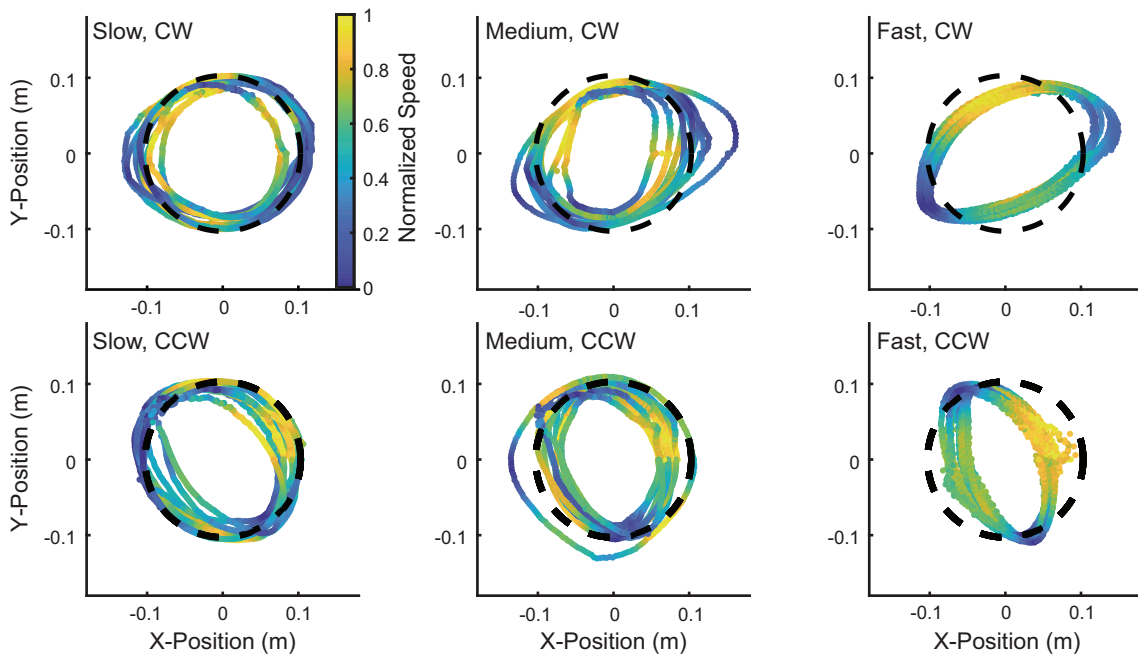 Slow, CW
Medium, CW
Fast, CW
1
0.8
0.6
0.4
0.2
0
Normalized Speed
Y-Position (m)
0.1
0
-0.1
0.1
0
-0.1
0.1
0
-0.1
-0.1 0 0.1
-0.1 0 0.1
-0.1 0 0.1
Slow, CCW
Medium, CCW
Fast, CCW
Y-Position (m)
0.1
0
-0.1
0.1
0
-0.1
0.1
0
-0.1
-0.1 0 0.1
-0.1 0 0.1
-0.1 0 0.1
X-Position (m)
X-Position (m)
X-Position (m)